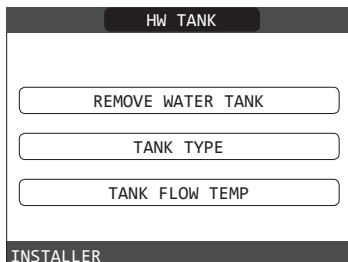 HW TANK
REMOVE WATER TANK
TANK TYPE
TANK FLOW TEMP
INSTALLER